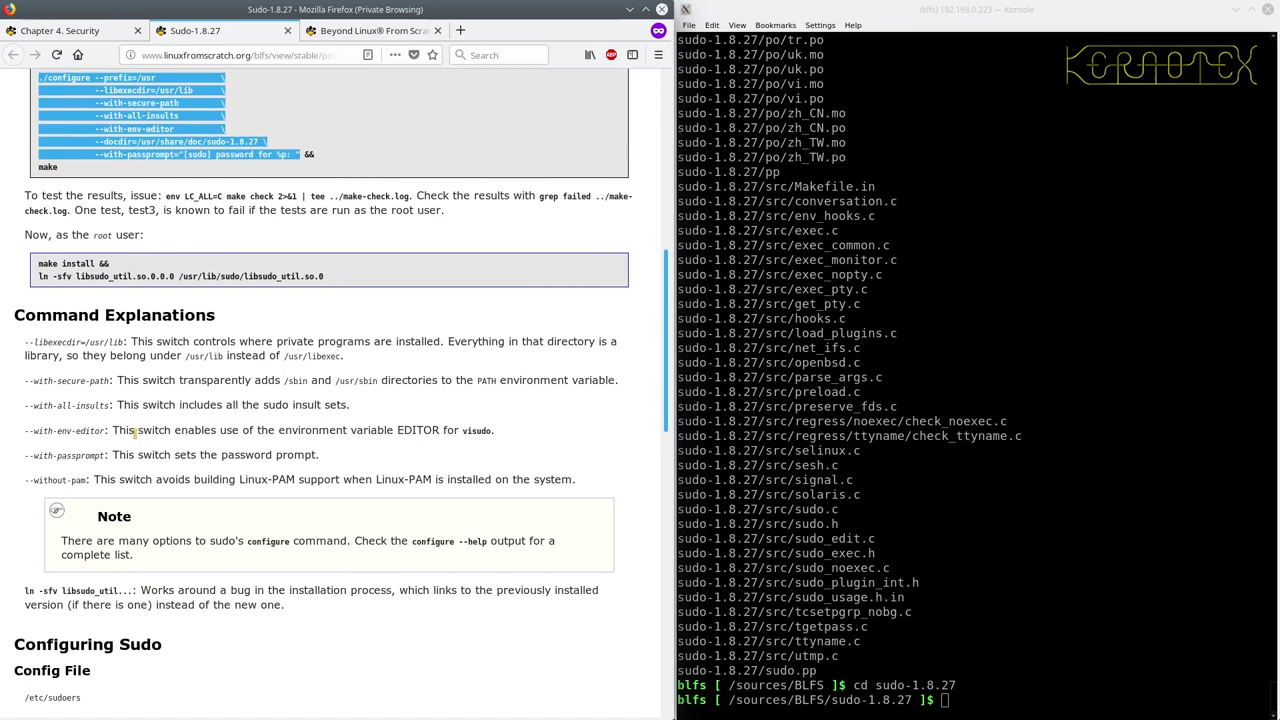 Sudo-1.8.27 - Mozilla Firefox (Private Browsing)
Chapter 4. Security
Sudo-1.8.27
Beyond Linux® From Scra
www.linuxfromscratch.org/blfs/view/stable/po
Search
ABP
./configure --prefix=/usr \
--libexecdir=/usr/lib \
--with-secure-path \
--with-all-insults \
--with-env-editor \
--docdir=/usr/share/doc/sudo-1.8.27 \
--with-passprompt="[sudo] password for %p: " &&
make
To test the results, issue: env LC_ALL=C make check 2>&1 | tee ../make-check.log. Check the results with grep failed ../make-
check.log. One test, test3, is known to fail if the tests are run as the root user.
Now, as the root user:
make install &&
ln -sfv libsudo_util.so.0.0.0 /usr/lib/sudo/libsudo_util.so.0
Command Explanations
--libexecdir=/usr/lib: This switch controls where private programs are installed. Everything in that directory is a
library, so they belong under /usr/lib instead of /usr/libexec.
--with-secure-path: This switch transparently adds /sbin and /usr/sbin directories to the PATH environment variable.
--with-all-insults: This switch includes all the sudo insult sets.
--with-env-editor: This switch enables use of the environment variable EDITOR for visudo.
--with-passprompt: This switch sets the password prompt.
--without-pam: This switch avoids building Linux-PAM support when Linux-PAM is installed on the system.
Note
There are many options to sudo's configure command. Check the configure --help output for a
complete list.
ln -sfv libsudo_util...: Works around a bug in the installation process, which links to the previously installed
version (if there is one) instead of the new one.
Configuring Sudo
Config File
/etc/sudoers
(blfs) 192.168.0.223 — Konsole
File Edit View Bookmarks Settings Help
KERAOTEX
sudo-1.8.27/po/tr.po
sudo-1.8.27/po/uk.mo
sudo-1.8.27/po/uk.po
sudo-1.8.27/po/vi.mo
sudo-1.8.27/po/vi.po
sudo-1.8.27/po/zh_CN.mo
sudo-1.8.27/po/zh_CN.po
sudo-1.8.27/po/zh_TW.mo
sudo-1.8.27/po/zh_TW.po
sudo-1.8.27/pp
sudo-1.8.27/src/Makefile.in
sudo-1.8.27/src/conversation.c
sudo-1.8.27/src/env_hooks.c
sudo-1.8.27/src/exec.c
sudo-1.8.27/src/exec_common.c
sudo-1.8.27/src/exec_monitor.c
sudo-1.8.27/src/exec_nopty.c
sudo-1.8.27/src/exec_pty.c
sudo-1.8.27/src/get_pty.c
sudo-1.8.27/src/hooks.c
sudo-1.8.27/src/load_plugins.c
sudo-1.8.27/src/net_ifs.c
sudo-1.8.27/src/openbsd.c
sudo-1.8.27/src/parse_args.c
sudo-1.8.27/src/preload.c
sudo-1.8.27/src/preserve_fds.c
sudo-1.8.27/src/regress/noexec/check_noexec.c
sudo-1.8.27/src/regress/ttyname/check_ttyname.c
sudo-1.8.27/src/selinux.c
sudo-1.8.27/src/sesh.c
sudo-1.8.27/src/signal.c
sudo-1.8.27/src/solaris.c
sudo-1.8.27/src/sudo.c
sudo-1.8.27/src/sudo.h
sudo-1.8.27/src/sudo_edit.c
sudo-1.8.27/src/sudo_exec.h
sudo-1.8.27/src/sudo_noexec.c
sudo-1.8.27/src/sudo_plugin_int.h
sudo-1.8.27/src/sudo_usage.h.in
sudo-1.8.27/src/tcsetpgrp_nobg.c
sudo-1.8.27/src/tgetpass.c
sudo-1.8.27/src/ttyname.c
sudo-1.8.27/src/utmp.c
sudo-1.8.27/sudo.pp
blfs [ /sources/BLFS ]$ cd sudo-1.8.27
blfs [ /sources/BLFS/sudo-1.8.27 ]$